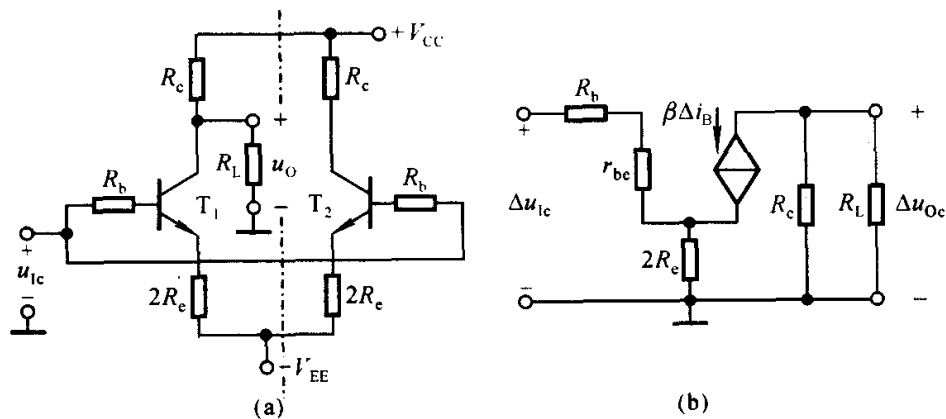 +V_CC
R_c
R_c
+
R_L
u_O
−
R_b
T_1
T_2
R_b
+
u_Ic
−
2R_e
2R_e
−V_EE
(a)
R_b
+
r_be
βΔi_B
+
Δu_Ic
R_c
R_L
Δu_Oc
2R_e
−
−
(b)